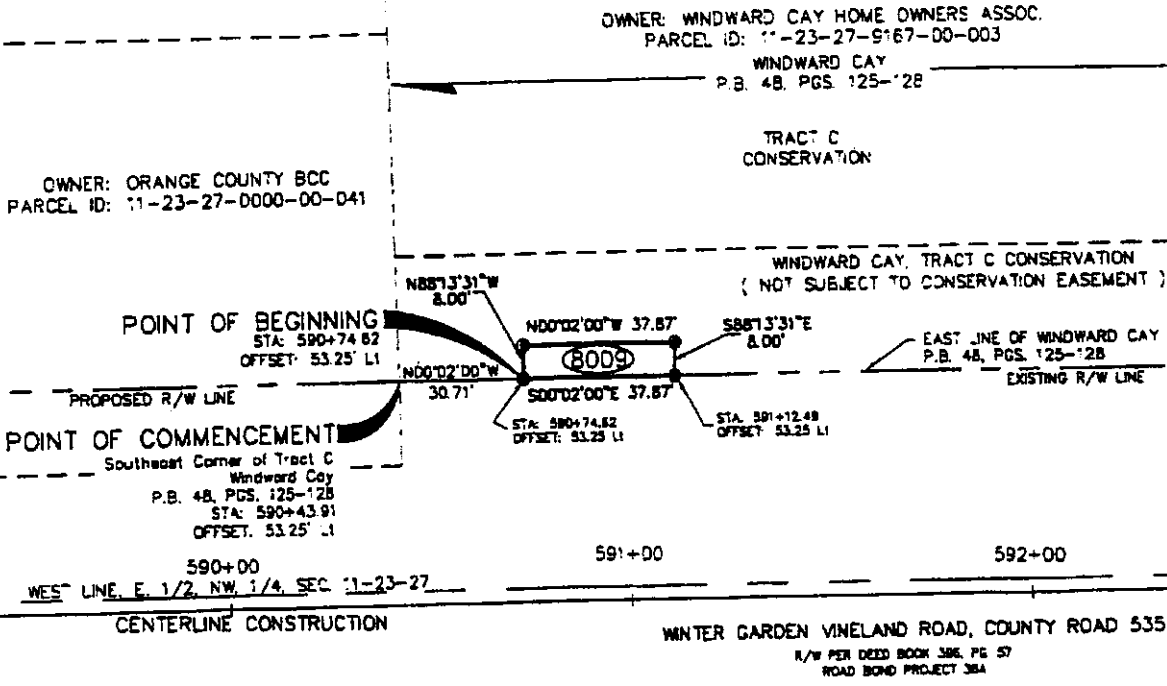 OWNER: WINDWARD CAY HOME OWNERS ASSOC.
PARCEL ID: 11-23-27-9167-00-003
WINDWARD CAY
P.B. 48, PGS. 125-128
TRACT C
CONSERVATION
OWNER: ORANGE COUNTY BCC
PARCEL ID: 11-23-27-0000-00-041
WINDWARD CAY, TRACT C CONSERVATION
( NOT SUBJECT TO CONSERVATION EASEMENT )
N88°13'31"W
8.00'
POINT OF BEGINNING
STA: 590+74.62
OFFSET: 53.25' Lt
N00°02'00"W 37.87'
8009
S00°02'00"E 37.87'
S88°13'31"E
8.00'
EAST LINE OF WINDWARD CAY
P.B. 48, PGS. 125-128
EXISTING R/W LINE
N00°02'00"W
30.71'
PROPOSED R/W LINE
STA: 590+74.62
OFFSET: 53.25 Lt
STA. 591+12.49
OFFSET: 53.25 Lt
POINT OF COMMENCEMENT
Southeast Corner of Tract C
Windward Cay
P.B. 48, PGS. 125-128
STA: 590+43.91
OFFSET. 53.25' Lt
590+00
591+00
592+00
WEST LINE, E. 1/2, NW, 1/4, SEC 11-23-27
CENTERLINE CONSTRUCTION
WINTER GARDEN VINELAND ROAD, COUNTY ROAD 535
R/W PER DEED BOOK 386, PG 57
ROAD BOND PROJECT 38A